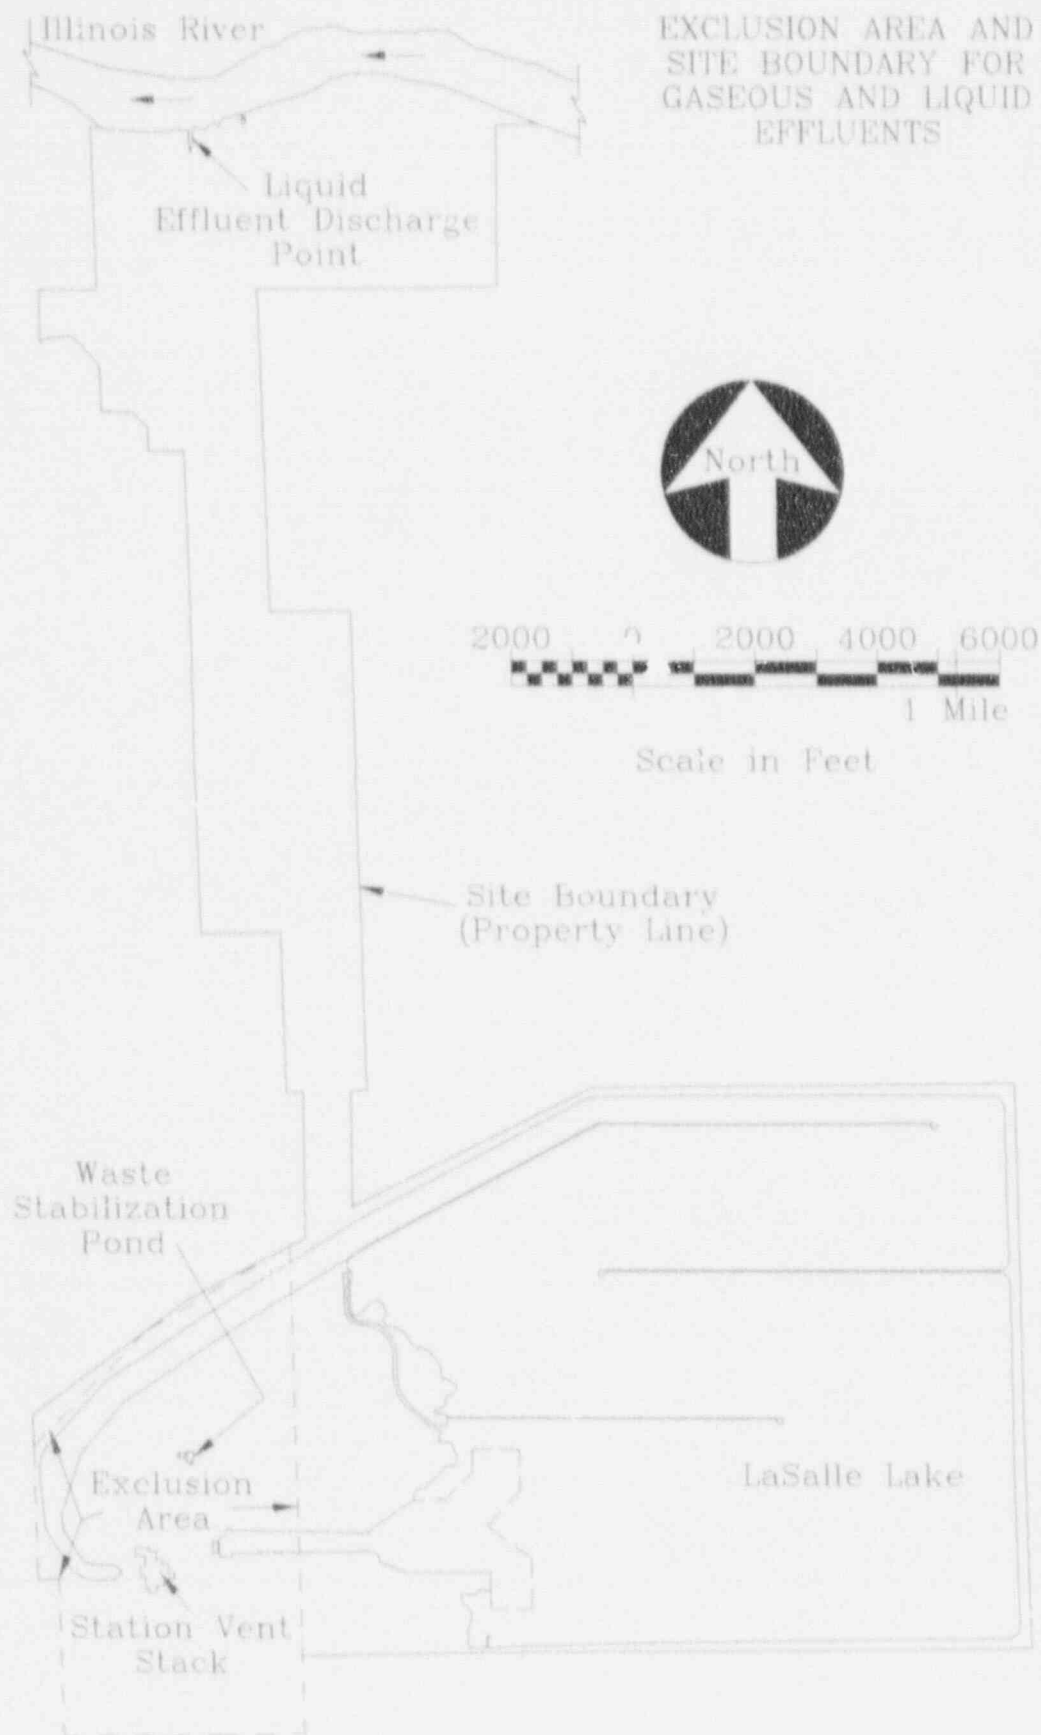 Illinois River
EXCLUSION AREA AND
SITE BOUNDARY FOR
GASEOUS AND LIQUID
EFFLUENTS
Liquid
Effluent Discharge
Point
North
2000 0 2000 4000 6000
1 Mile
Scale in Feet
Site Boundary
(Property Line)
Waste
Stabilization
Pond
Exclusion
Area
LaSalle Lake
Station Vent
Stack